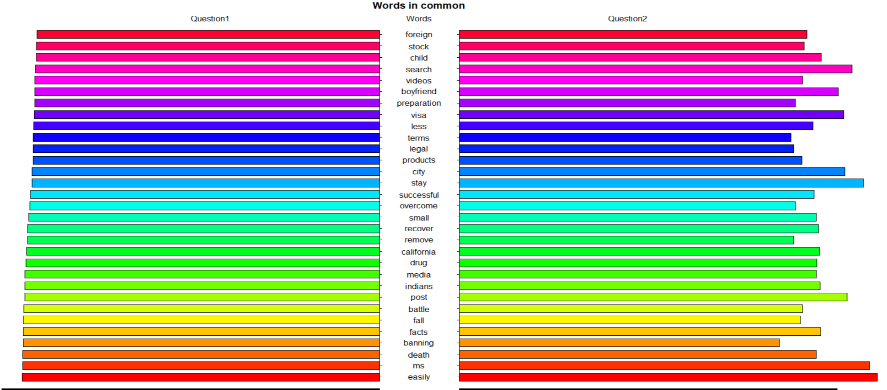 Words in common
Question1 Words Question2
foreign
stock
child
search
videos
boyfriend
preparation
visa
less
terms
legal
products
city
stay
successful
overcome
small
recover
remove
california
drug
media
indians
post
battle
fall
facts
banning
death
ms
easily